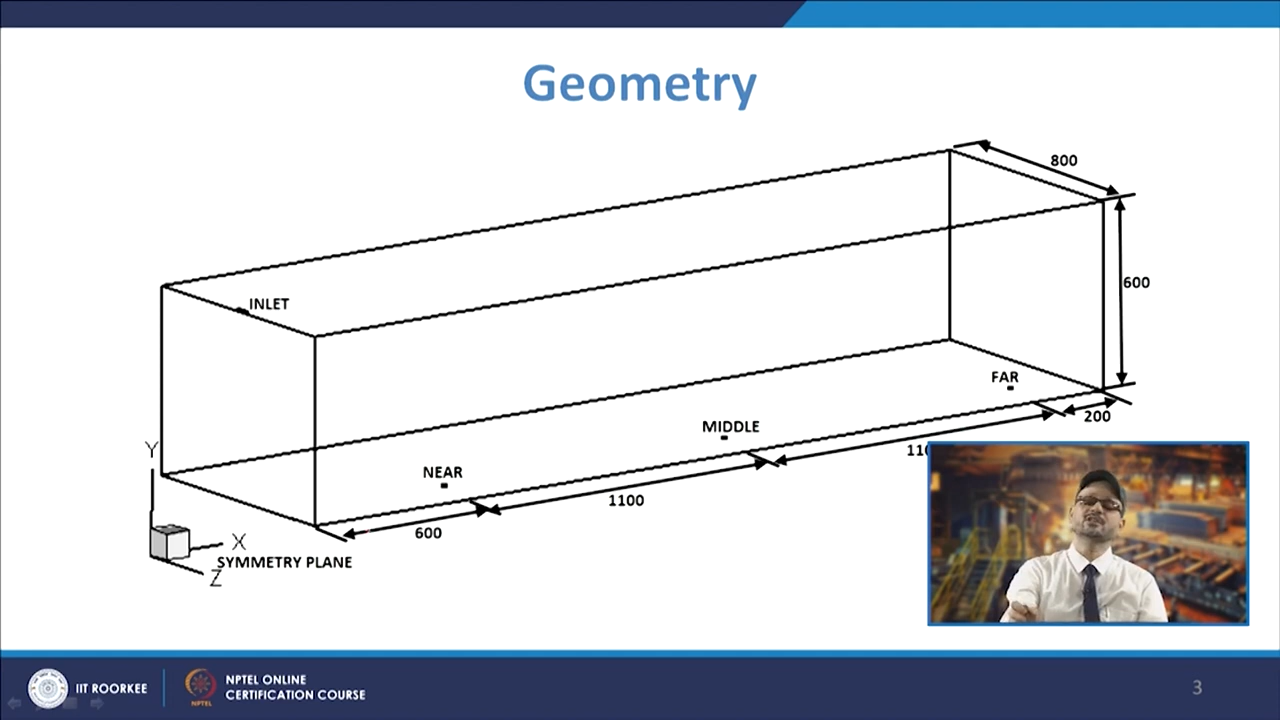 Geometry
800
INLET
600
FAR
200
MIDDLE
NEAR
1100
600
Y
X
Z
SYMMETRY PLANE
IIT ROORKEE
NPTEL ONLINE
CERTIFICATION COURSE
NPTEL
3